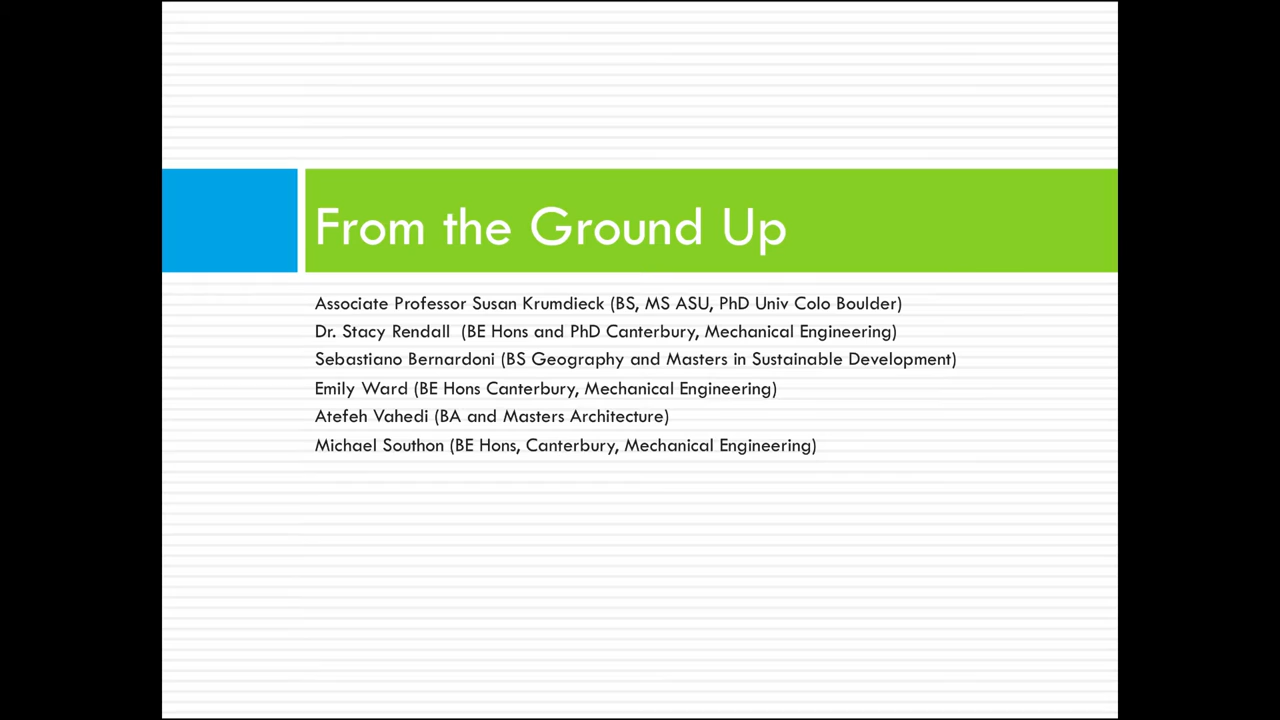 From the Ground Up
Associate Professor Susan Krumdieck (BS, MS ASU, PhD Univ Colo Boulder)
Dr. Stacy Rendall (BE Hons and PhD Canterbury, Mechanical Engineering)
Sebastiano Bernardoni (BS Geography and Masters in Sustainable Development)
Emily Ward (BE Hons Canterbury, Mechanical Engineering)
Atefeh Vahedi (BA and Masters Architecture)
Michael Southon (BE Hons, Canterbury, Mechanical Engineering)